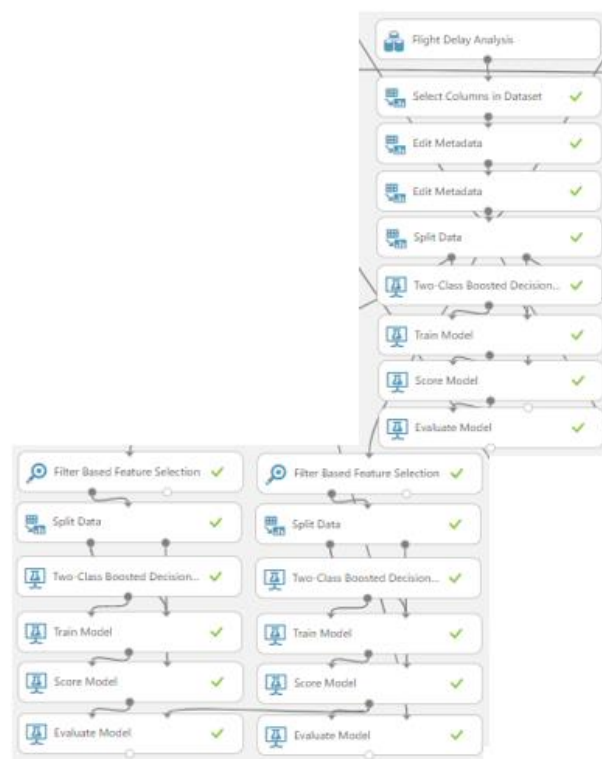 Flight Delay Analysis
Select Columns in Dataset
Edit Metadata
Edit Metadata
Split Data
Two-Class Boosted Decision...
Train Model
Score Model
Evaluate Model
Filter Based Feature Selection
Split Data
Two-Class Boosted Decision...
Train Model
Score Model
Evaluate Model
Filter Based Feature Selection
Split Data
Two-Class Boosted Decision...
Train Model
Score Model
Evaluate Model